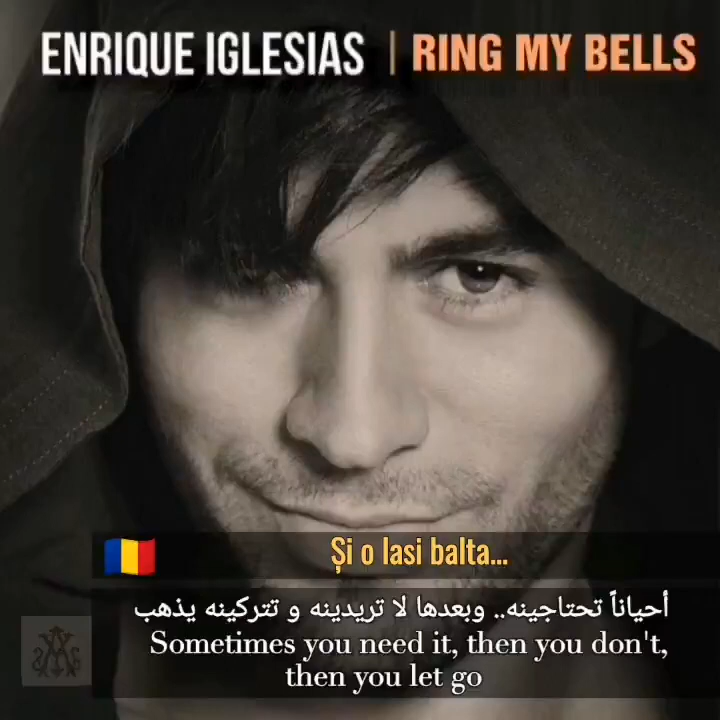 ENRIQUE IGLESIAS | RING MY BELLS
Și o lasi balta...
أحياناً تحتاجينه.. وبعدها لا تريدينه و تتركينه يذهب
Sometimes you need it, then you don't,
then you let go